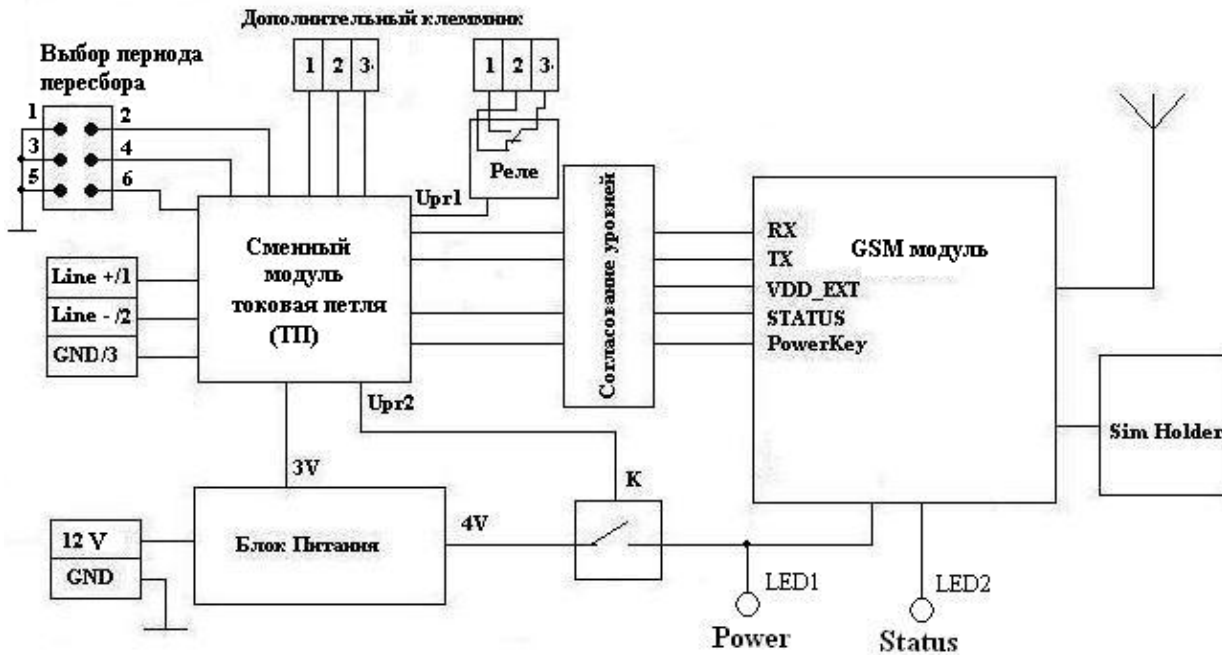 Дополнительный клеммник
Выбор периода
пересбора
1 2 3
1 2 3
1 2
3 4
5 6
Реле
Upr1
Сменный
модуль
токовая петля
(ТП)
Согласование уровней
RX
TX
VDD_EXT
STATUS
PowerKey
GSM модуль
Line +/1
Line - /2
GND/3
Upr2
Sim Holder
3V
K
12 V
GND
Блок Питания
4V
LED1
Power
LED2
Status